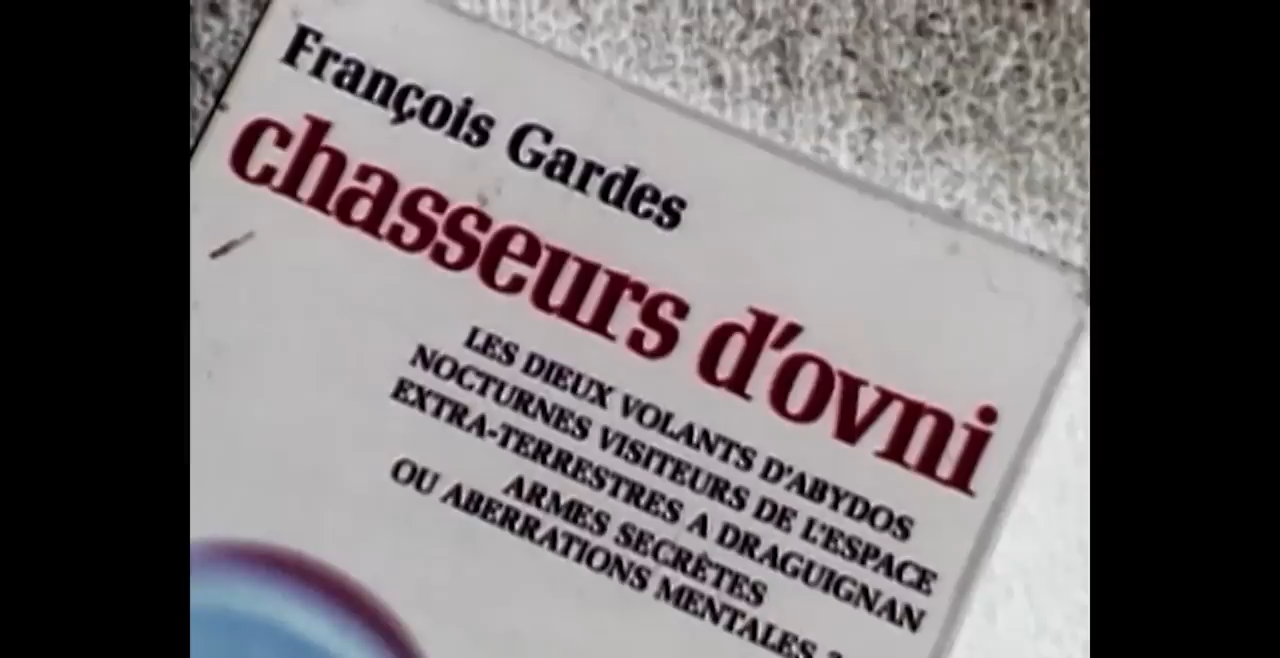 François Gardes
chasseurs d'ovni
LES DIEUX VOLANTS D'ABYDOS
NOCTURNES VISITEURS DE L'ESPACE
EXTRA-TERRESTRES A DRAGUIGNAN
ARMES SECRÈTES
OU ABERRATIONS MENTALES ?